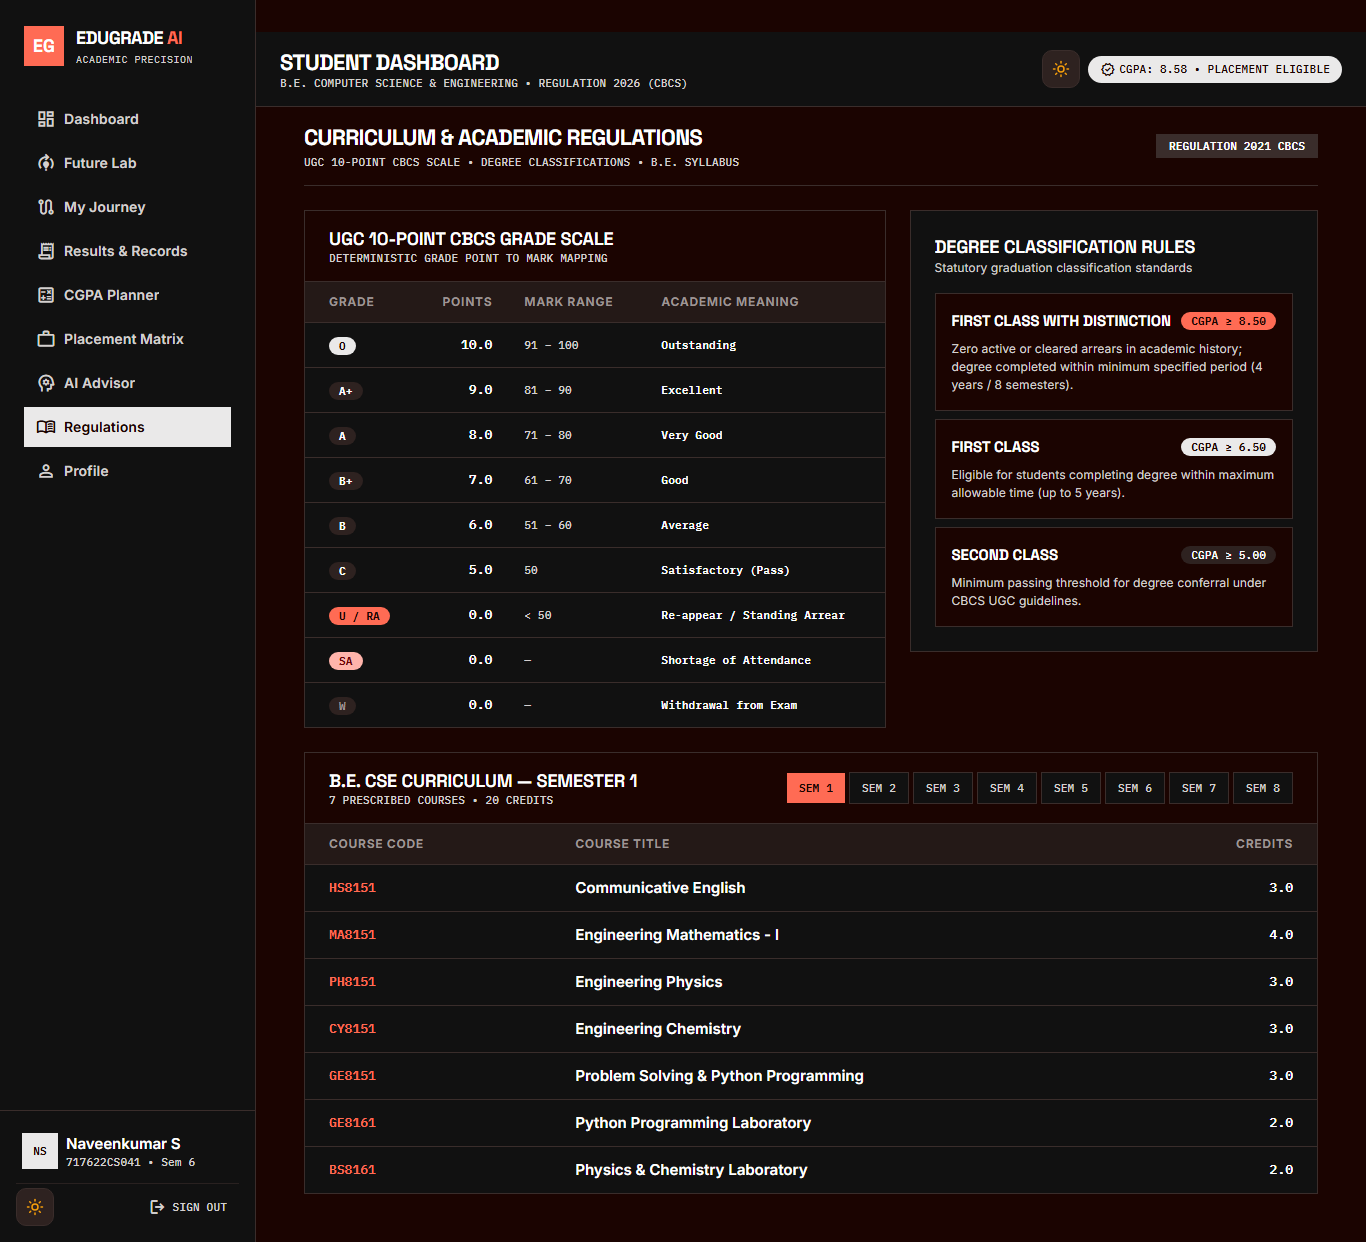 EG
EDUGRADE AI
ACADEMIC PRECISION
Dashboard
Future Lab
My Journey
Results & Records
CGPA Planner
Placement Matrix
AI Advisor
Regulations
Profile
NS
Naveenkumar S
717622CS041 • Sem 6
SIGN OUT
STUDENT DASHBOARD
B.E. COMPUTER SCIENCE & ENGINEERING • REGULATION 2026 (CBCS)
CGPA: 8.58 • PLACEMENT ELIGIBLE
CURRICULUM & ACADEMIC REGULATIONS
UGC 10-POINT CBCS SCALE • DEGREE CLASSIFICATIONS • B.E. SYLLABUS
REGULATION 2021 CBCS
UGC 10-POINT CBCS GRADE SCALE
DETERMINISTIC GRADE POINT TO MARK MAPPING
GRADE POINTS MARK RANGE ACADEMIC MEANING
O 10.0 91 – 100 Outstanding
A+ 9.0 81 – 90 Excellent
A 8.0 71 – 80 Very Good
B+ 7.0 61 – 70 Good
B 6.0 51 – 60 Average
C 5.0 50 Satisfactory (Pass)
U / RA 0.0 < 50 Re-appear / Standing Arrear
SA 0.0 — Shortage of Attendance
W 0.0 — Withdrawal from Exam
DEGREE CLASSIFICATION RULES
Statutory graduation classification standards
FIRST CLASS WITH DISTINCTION CGPA ≥ 8.50
Zero active or cleared arrears in academic history;
degree completed within minimum specified period (4
years / 8 semesters).
FIRST CLASS CGPA ≥ 6.50
Eligible for students completing degree within maximum
allowable time (up to 5 years).
SECOND CLASS CGPA ≥ 5.00
Minimum passing threshold for degree conferral under
CBCS UGC guidelines.
B.E. CSE CURRICULUM — SEMESTER 1
7 PRESCRIBED COURSES • 20 CREDITS
SEM 1 SEM 2 SEM 3 SEM 4 SEM 5 SEM 6 SEM 7 SEM 8
COURSE CODE COURSE TITLE CREDITS
HS8151 Communicative English 3.0
MA8151 Engineering Mathematics - I 4.0
PH8151 Engineering Physics 3.0
CY8151 Engineering Chemistry 3.0
GE8151 Problem Solving & Python Programming 3.0
GE8161 Python Programming Laboratory 2.0
BS8161 Physics & Chemistry Laboratory 2.0